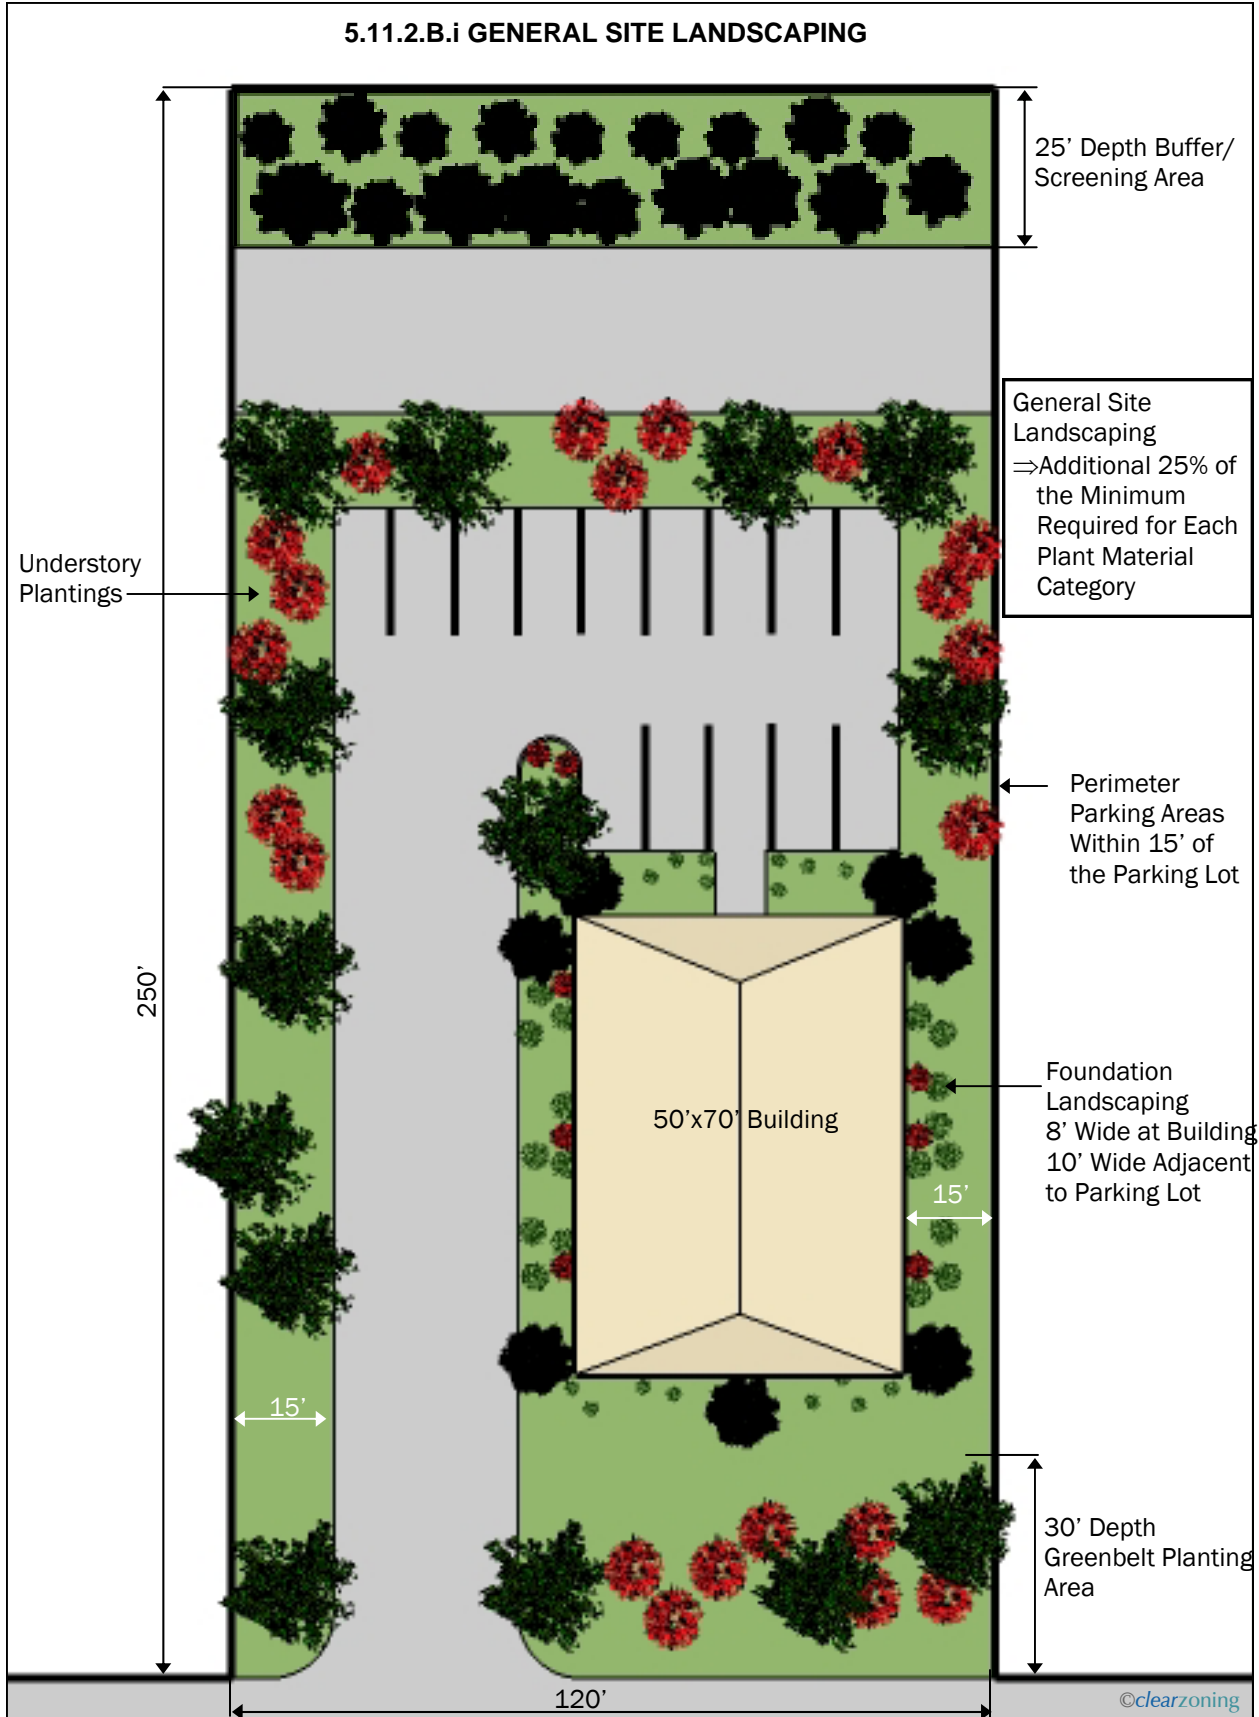 5.11.2.B.i GENERAL SITE LANDSCAPING
25' Depth Buffer/
Screening Area
General Site
Landscaping
⇒Additional 25% of
the Minimum
Required for Each
Plant Material
Category
Understory
Plantings
Perimeter
Parking Areas
Within 15' of
the Parking Lot
250'
Foundation
Landscaping
8' Wide at Building
10' Wide Adjacent
to Parking Lot
50'x70' Building
15'
15'
30' Depth
Greenbelt Planting
Area
120'
©clearzoning